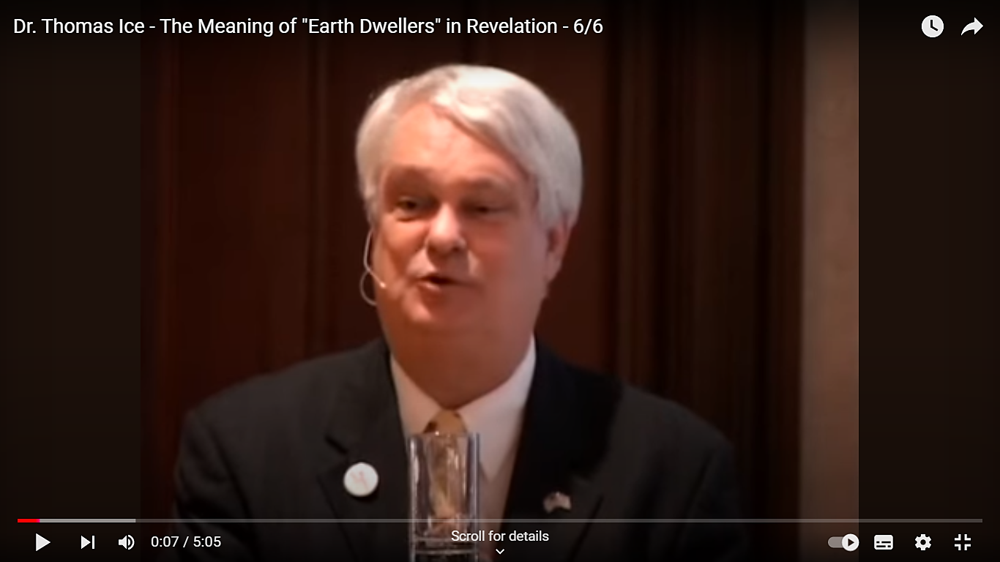 Dr. Thomas Ice - The Meaning of "Earth Dwellers" in Revelation - 6/6
Scroll for details
0:07 / 5:05